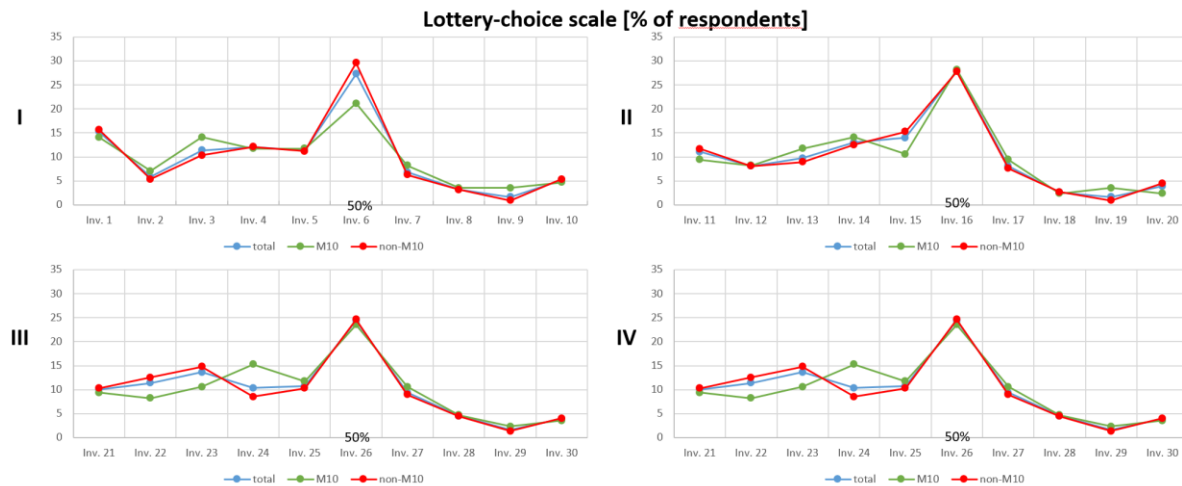 Lottery-choice scale [% of respondents]
I
35
30
25
20
15
10
5
0
50%
Inv. 1 Inv. 2 Inv. 3 Inv. 4 Inv. 5 Inv. 6 Inv. 7 Inv. 8 Inv. 9 Inv. 10
total M10 non-M10
II
35
30
25
20
15
10
5
0
50%
Inv. 11 Inv. 12 Inv. 13 Inv. 14 Inv. 15 Inv. 16 Inv. 17 Inv. 18 Inv. 19 Inv. 20
total M10 non-M10
III
35
30
25
20
15
10
5
0
50%
Inv. 21 Inv. 22 Inv. 23 Inv. 24 Inv. 25 Inv. 26 Inv. 27 Inv. 28 Inv. 29 Inv. 30
total M10 non-M10
IV
35
30
25
20
15
10
5
0
50%
Inv. 21 Inv. 22 Inv. 23 Inv. 24 Inv. 25 Inv. 26 Inv. 27 Inv. 28 Inv. 29 Inv. 30
total M10 non-M10